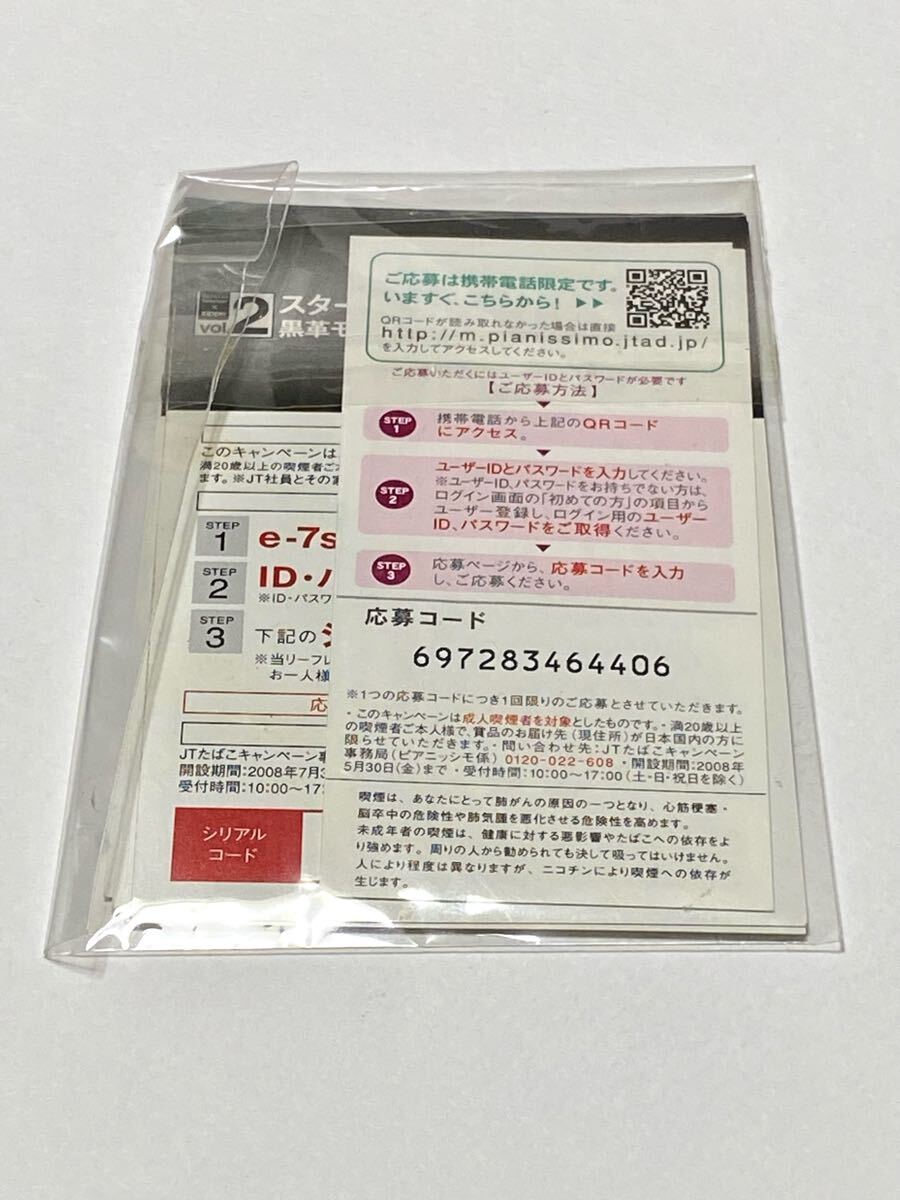 ご応募は携帯電話限定です。
いますぐ、こちらから! ▶▶
QRコードが読み取れなかった場合は直接
http://m.pianissimo.jtad.jp/
を入力してアクセスしてください。
ご応募いただくにはユーザーIDとパスワードが必要です
【ご応募方法】
STEP
1
携帯電話から上記のQRコード
にアクセス。
STEP
2
ユーザーIDとパスワードを入力してください。
※ユーザーID、パスワードをお持ちでない方は、
ログイン画面の「初めての方」の項目から
ユーザー登録し、ログイン用のユーザー
ID、パスワードをご取得ください。
STEP
3
応募ページから、応募コードを入力
し、ご応募ください。
応募コード
697283464406
※1つの応募コードにつき1回限りのご応募とさせていただきます。
・このキャンペーンは成人喫煙者を対象としたものです。・満20歳以上
の喫煙者ご本人様で、賞品のお届け先(現住所)が日本国内の方に
限らせていただきます。・問い合わせ先:JTたばこキャンペーン
事務局(ピアニッシモ係) 0120-022-608 ・開設期間:2008年
5月30日(金)まで・受付時間:10:00〜17:00(土・日・祝日を除く)
喫煙は、あなたにとって肺がんの原因の一つとなり、心筋梗塞・
脳卒中の危険性や肺気腫を悪化させる危険性を高めます。
未成年者の喫煙は、健康に対する悪影響やたばこへの依存をよ
り強めます。周りの人から勧められても決して吸ってはいけません。
人により程度は異なりますが、ニコチンにより喫煙への依存が
生じます。
vol.2
スター
黒革モ
このキャンペーンは
満20歳以上の喫煙者ご本
ます。※JT社員とその家
STEP
1
e-7s
STEP
2
ID・パ
※ID・パスワ
STEP
3
下記のシ
※当リーフレ
お一人様
応
JTたばこキャンペーン事
開設期間:2008年7月3
受付時間:10:00〜17
シリアル
コード